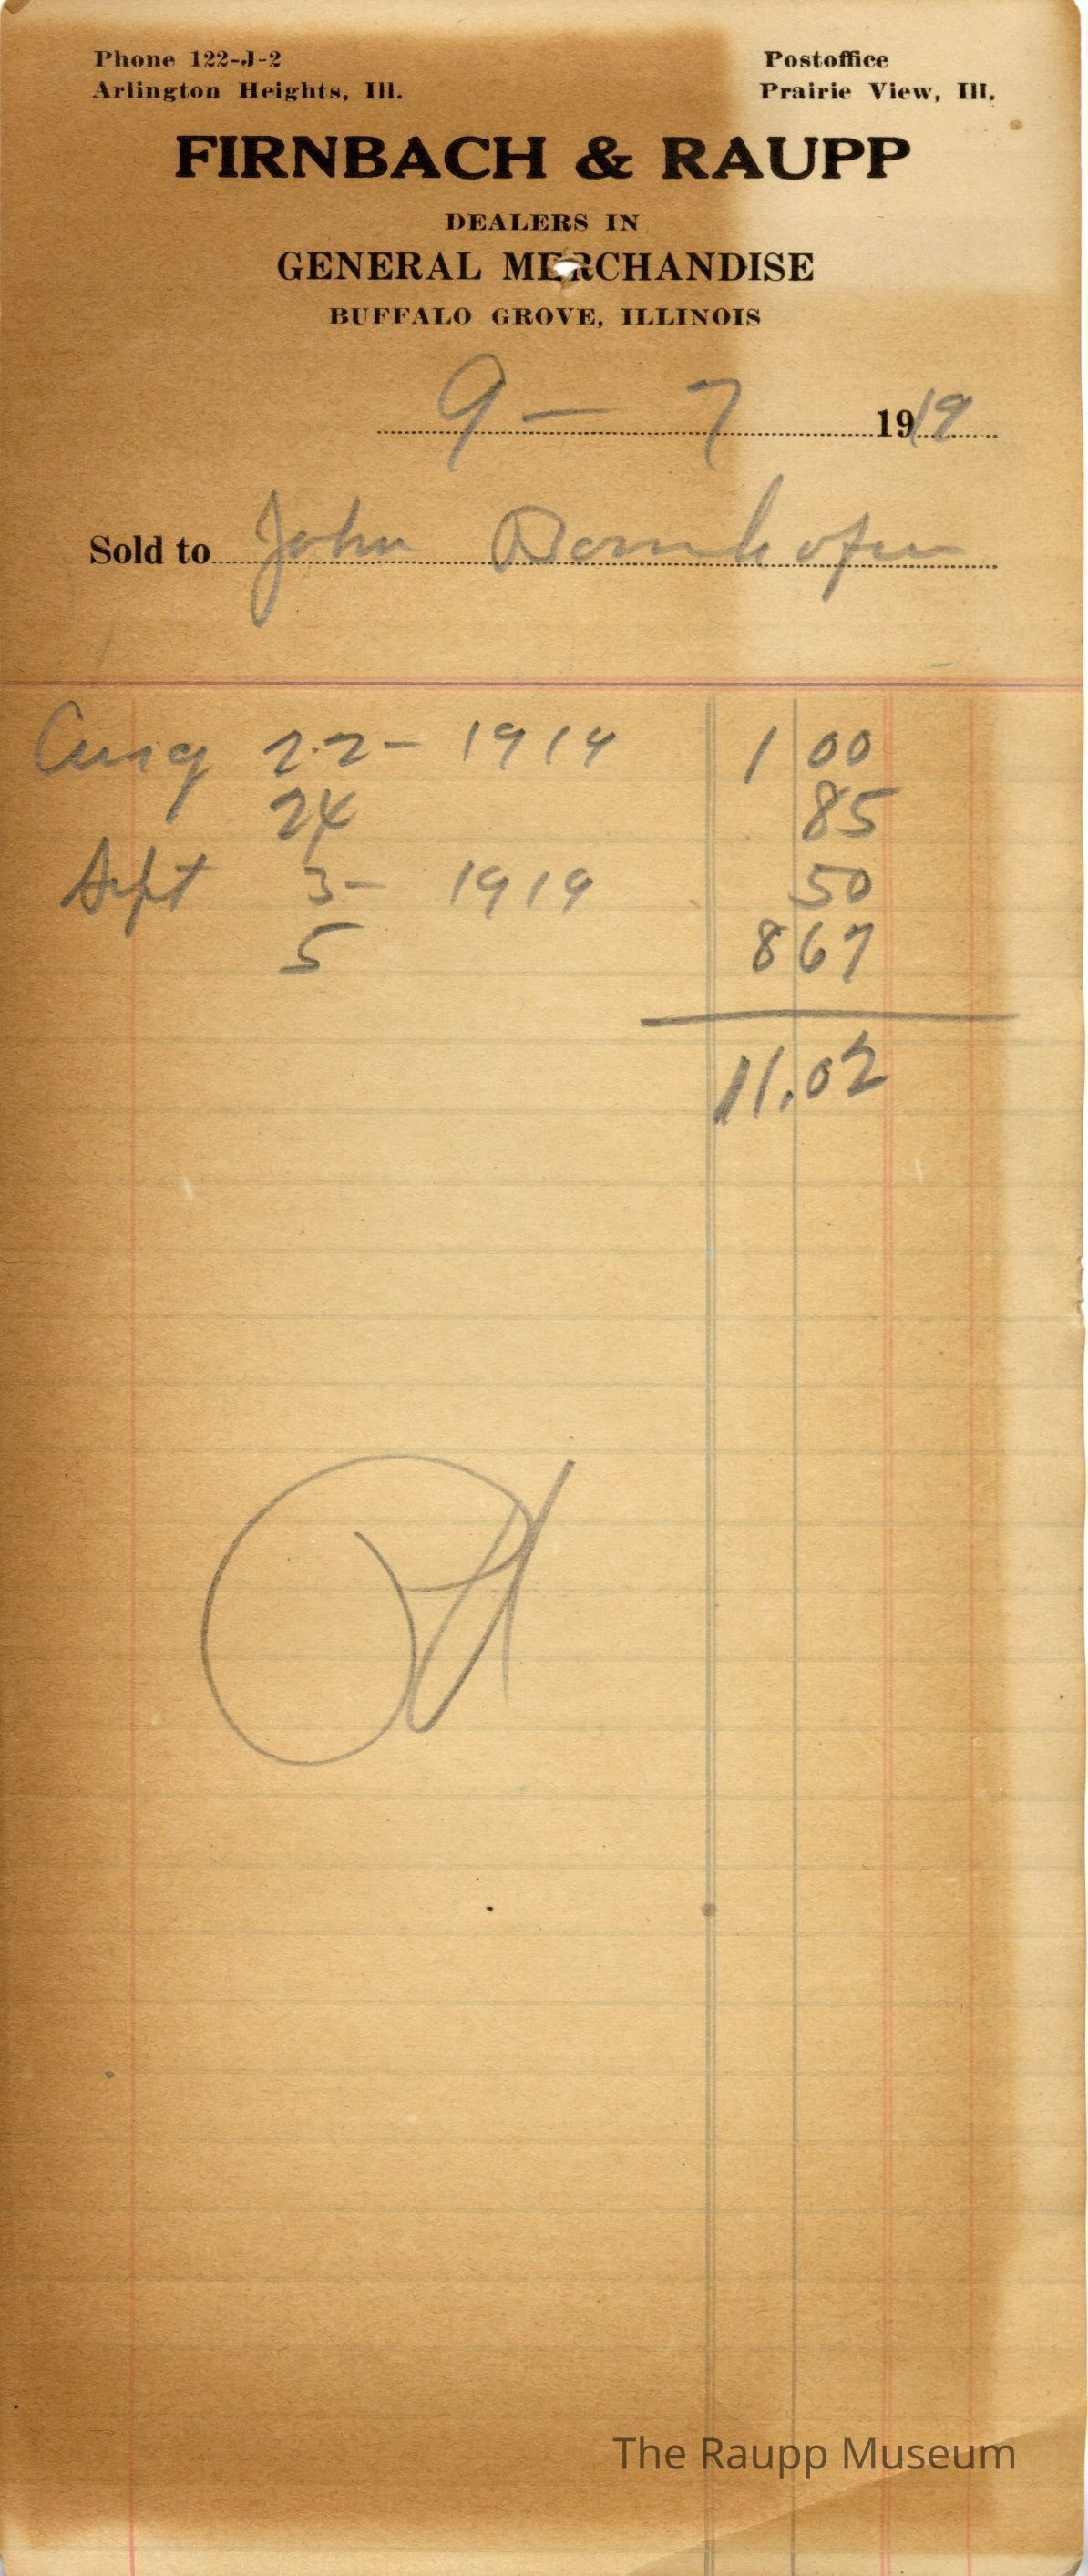 Phone 122-J-2
Arlington Heights, Ill.
Postoffice
Prairie View, Ill.
FIRNBACH & RAUPP
DEALERS IN
GENERAL MERCHANDISE
BUFFALO GROVE, ILLINOIS
9 - 7 1919
Sold to John Dornhofen
Aug 22 - 1914 1 00
24 85
Sept 3 - 1919 50
5 8 67
11.02
The Raupp Museum